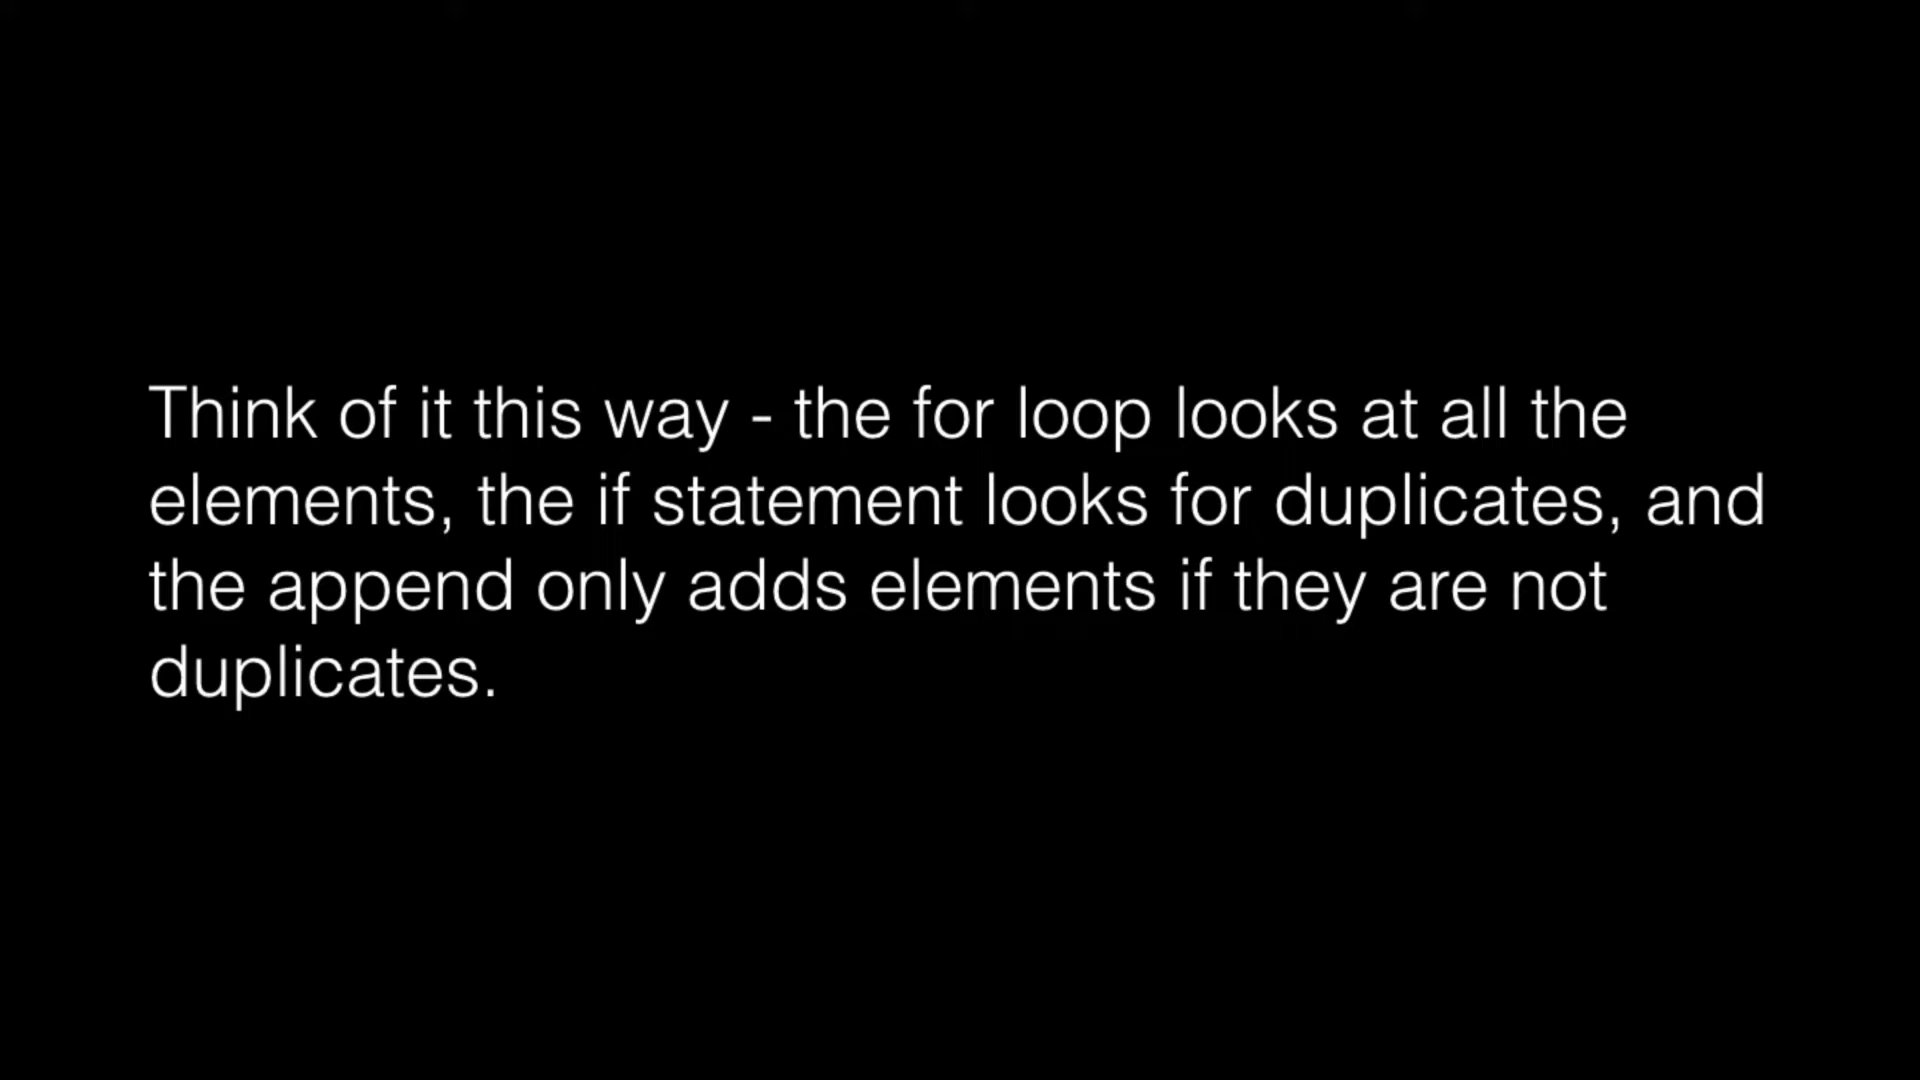 Think of it this way - the for loop looks at all the
elements, the if statement looks for duplicates, and
the append only adds elements if they are not
duplicates.